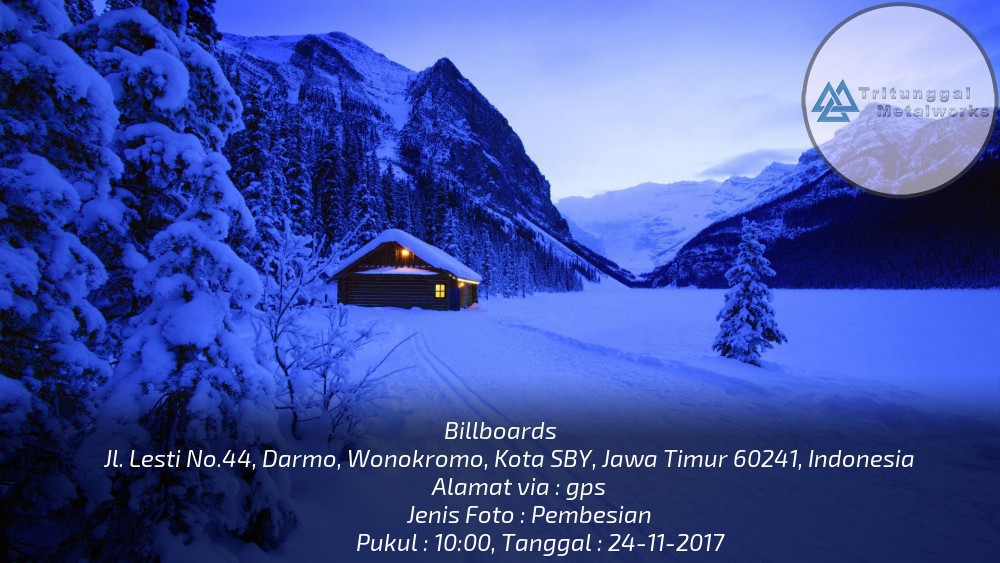 Tritunggal
Metalworks
Billboards
Jl. Lesti No.44, Darmo, Wonokromo, Kota SBY, Jawa Timur 60241, Indonesia
Alamat via : gps
Jenis Foto : Pembesian
Pukul : 10:00, Tanggal : 24-11-2017